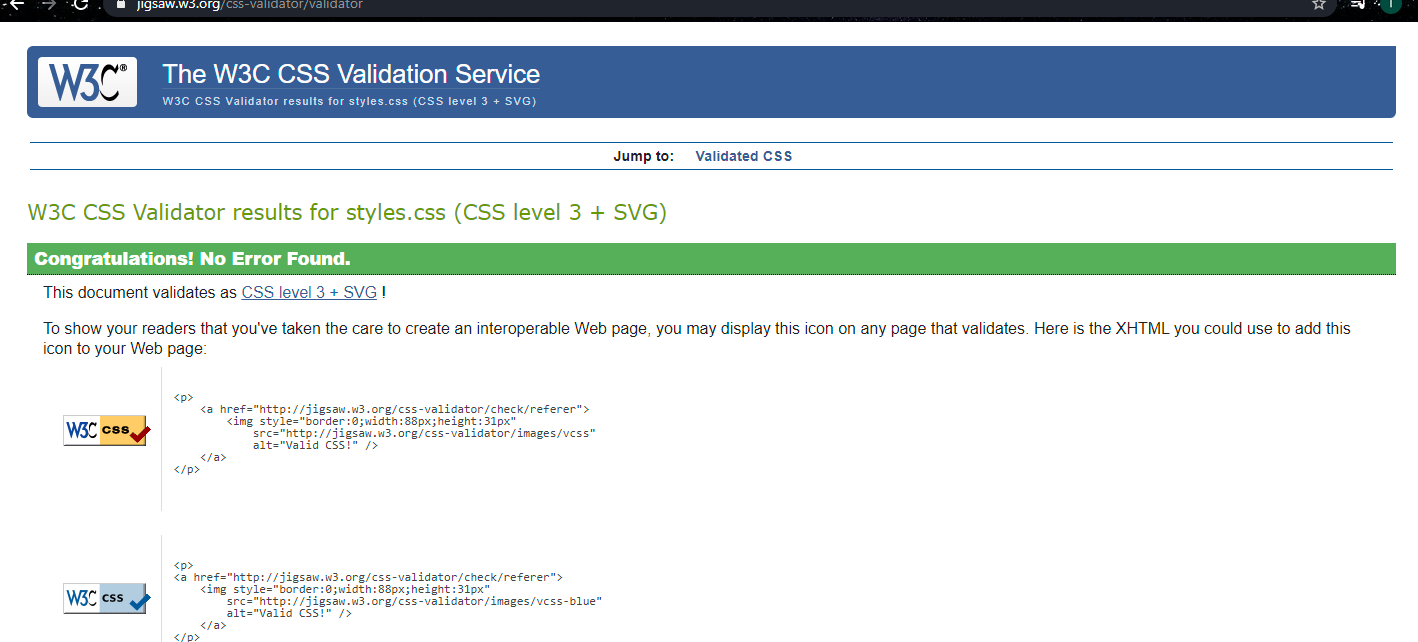 jigsaw.w3.org/css-validator/validator
W3C® The W3C CSS Validation Service
W3C CSS Validator results for styles.css (CSS level 3 + SVG)
Jump to: Validated CSS
W3C CSS Validator results for styles.css (CSS level 3 + SVG)
Congratulations! No Error Found.
This document validates as CSS level 3 + SVG !
To show your readers that you've taken the care to create an interoperable Web page, you may display this icon on any page that validates. Here is the XHTML you could use to add this
icon to your Web page:
W3C css
<p>
    <a href="http://jigsaw.w3.org/css-validator/check/referer">
        <img style="border:0;width:88px;height:31px"
            src="http://jigsaw.w3.org/css-validator/images/vcss"
            alt="Valid CSS!" />
    </a>
</p>
W3C css
<p>
<a href="http://jigsaw.w3.org/css-validator/check/referer">
    <img style="border:0;width:88px;height:31px"
        src="http://jigsaw.w3.org/css-validator/images/vcss-blue"
        alt="Valid CSS!" />
    </a>
</p>